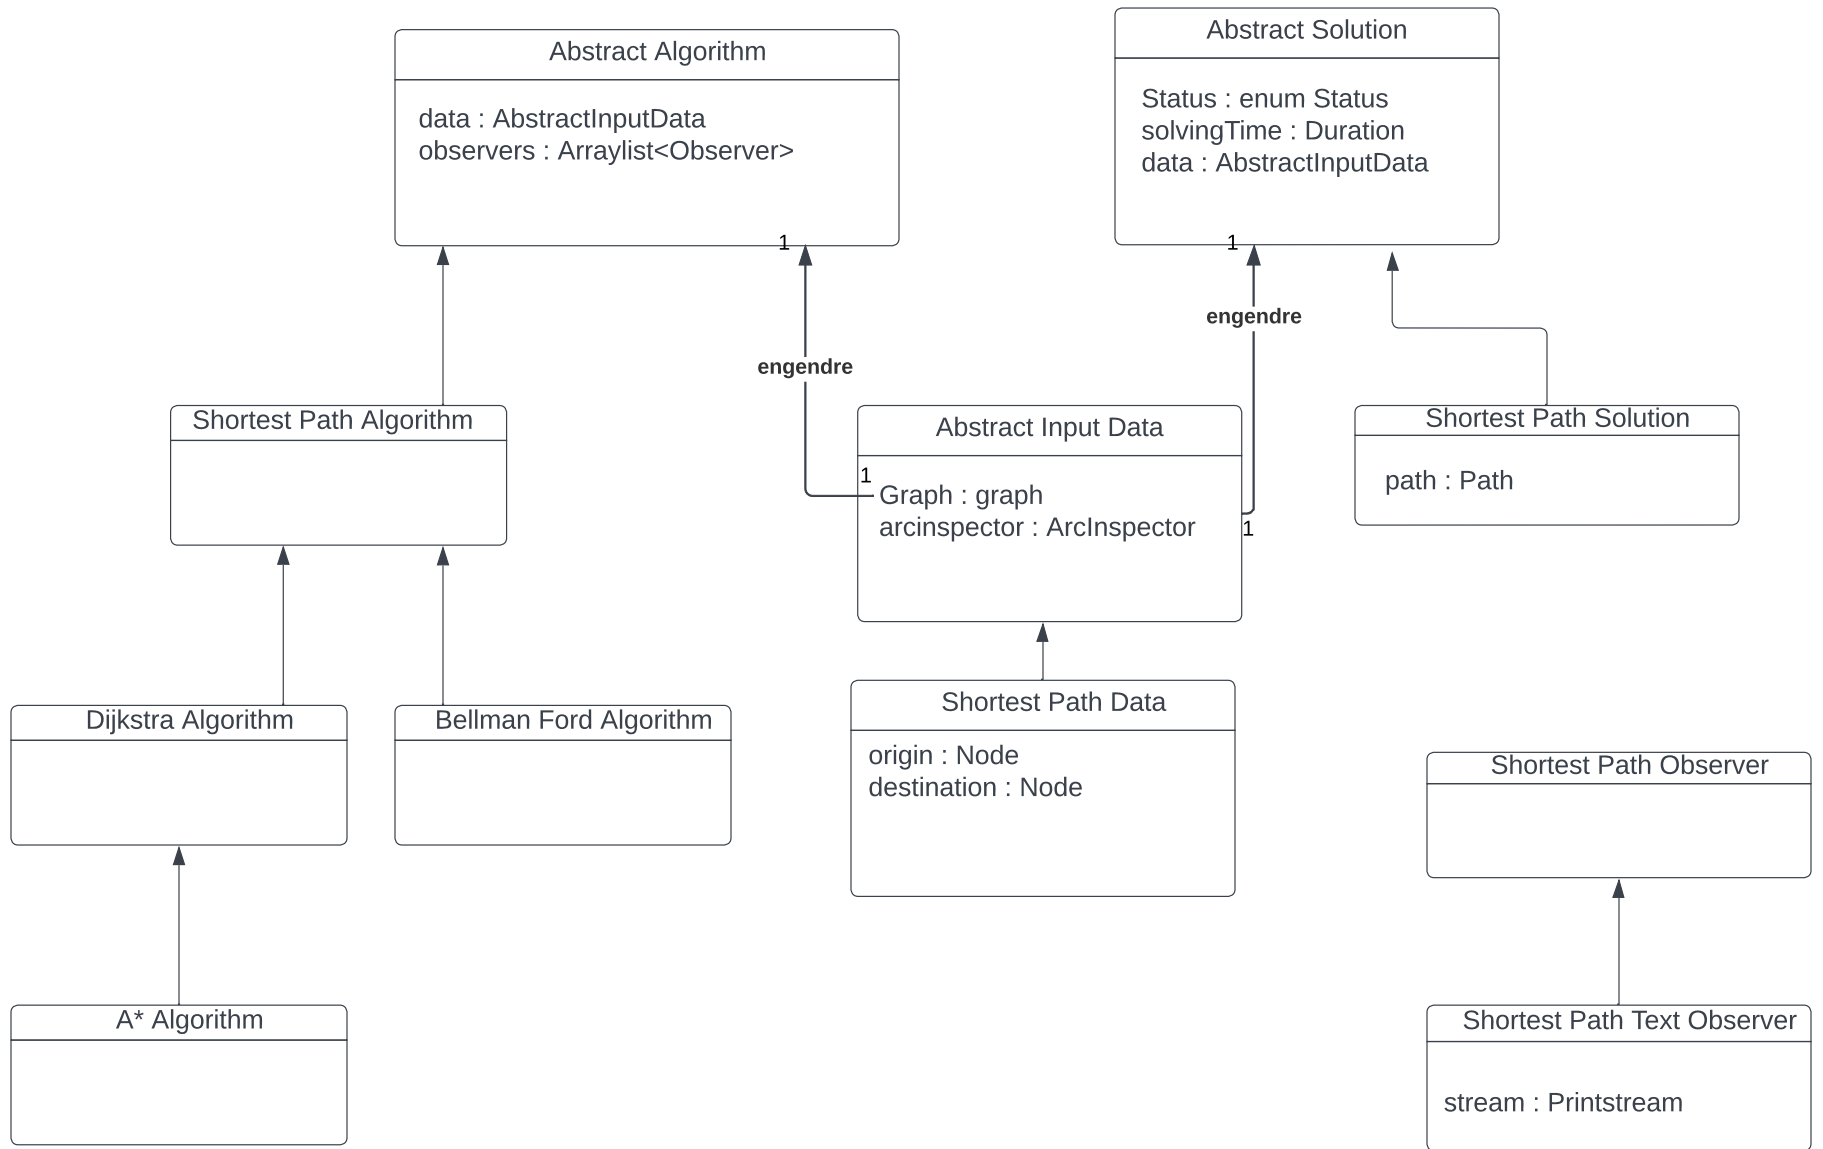 Abstract Algorithm
data : AbstractInputData
observers : Arraylist<Observer>
Abstract Solution
Status : enum Status
solvingTime : Duration
data : AbstractInputData
1
1
engendre
engendre
Shortest Path Algorithm
Abstract Input Data
1
Graph : graph
arcinspector : ArcInspector
1
Shortest Path Solution
path : Path
Dijkstra Algorithm
Bellman Ford Algorithm
Shortest Path Data
origin : Node
destination : Node
Shortest Path Observer
A* Algorithm
Shortest Path Text Observer
stream : Printstream